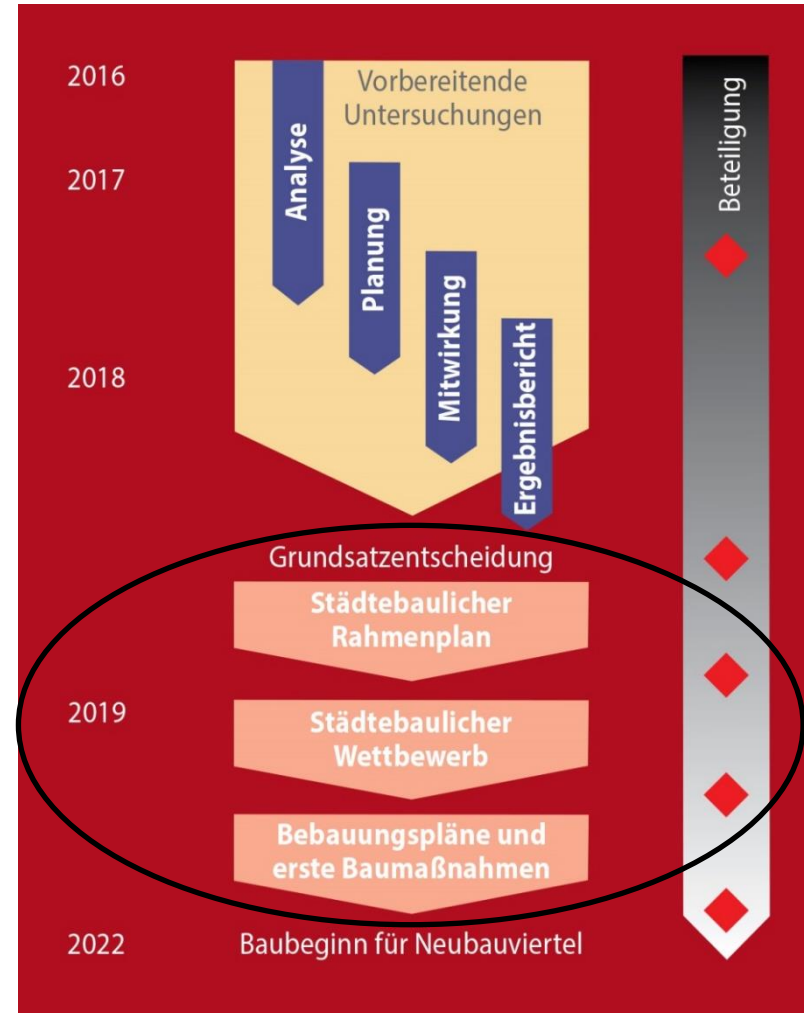 2016
Vorbereitende
Untersuchungen
Beteiligung
Analyse
2017
Planung
Mitwirkung
2018
Ergebnisbericht
Grundsatzentscheidung
Städtebaulicher
Rahmenplan
2019
Städtebaulicher
Wettbewerb
Bebauungspläne und
erste Baumaßnahmen
2022
Baubeginn für Neubauviertel